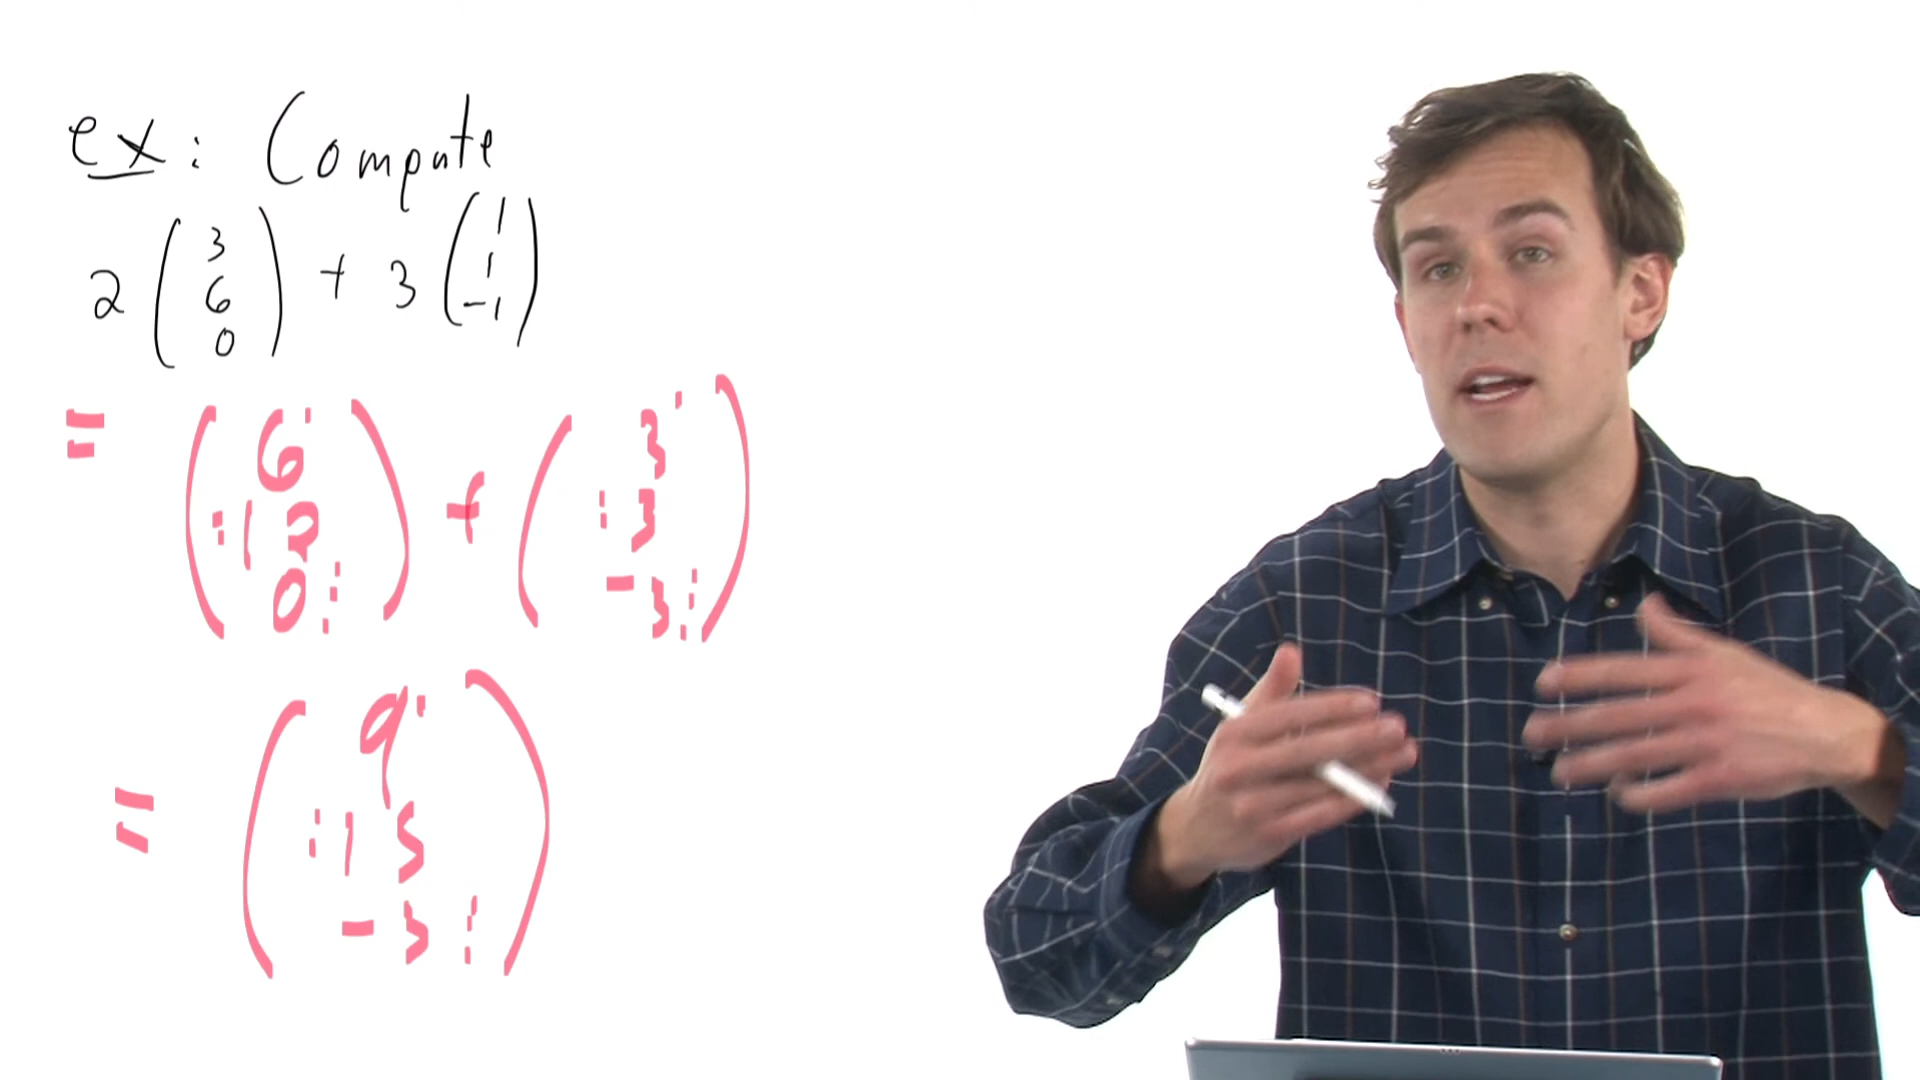 ex: Compute
2 (3 6 0) + 3 (1 1 -1)
= (6 12 0) + (3 3 -3)
= (9 15 -3)